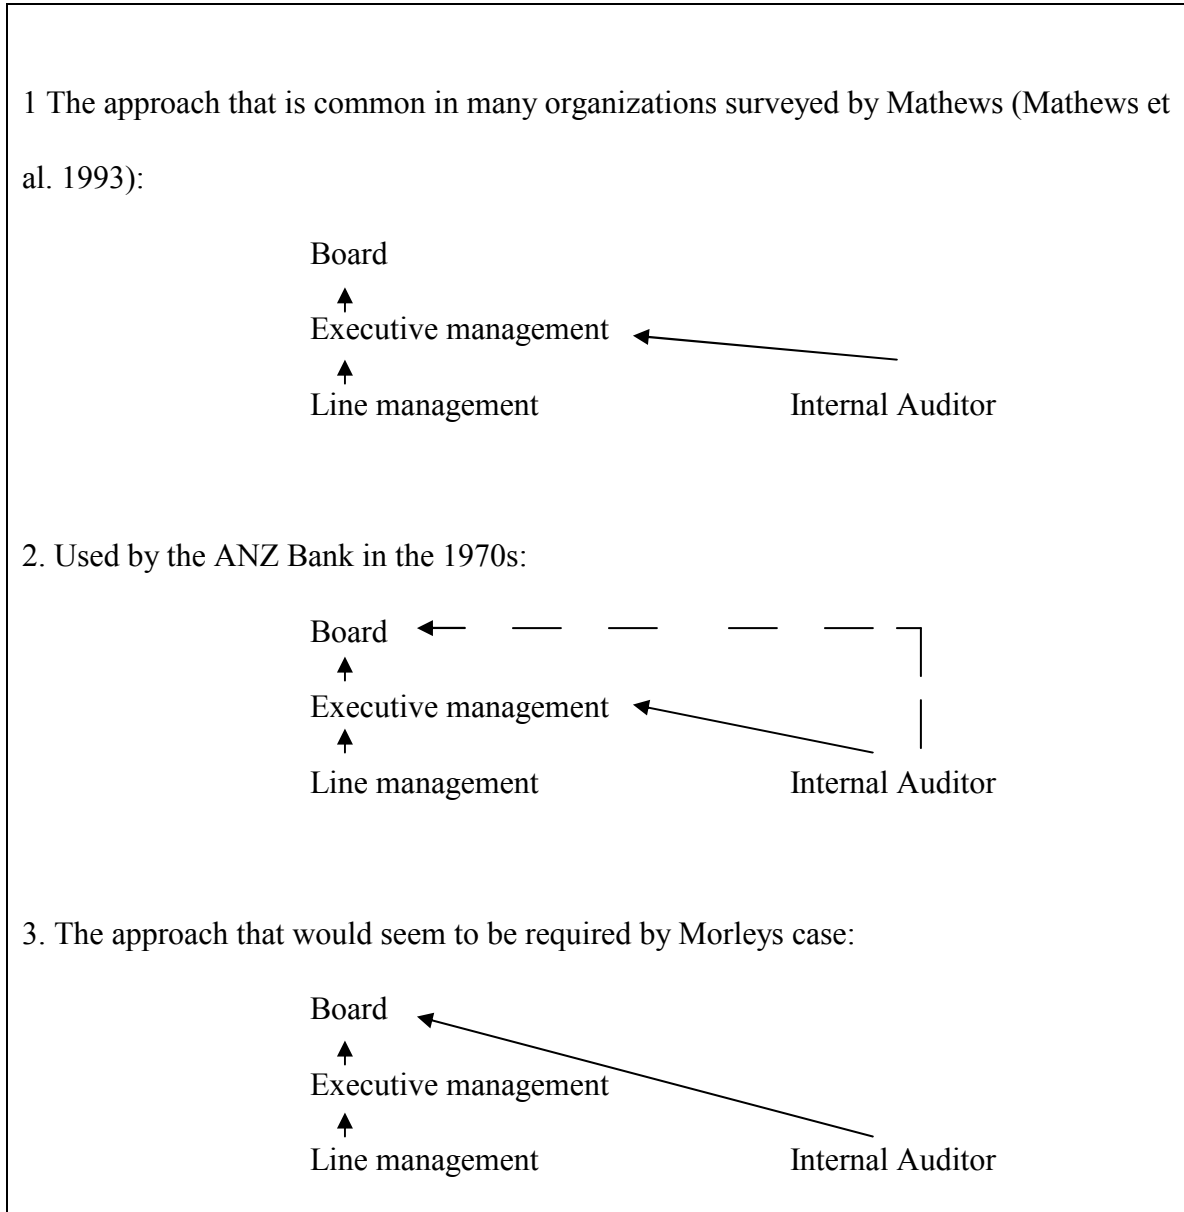 1 The approach that is common in many organizations surveyed by Mathews (Mathews et
al. 1993):
Board
Executive management
Line management Internal Auditor
2. Used by the ANZ Bank in the 1970s:
Board
Executive management
Line management Internal Auditor
3. The approach that would seem to be required by Morleys case:
Board
Executive management
Line management Internal Auditor